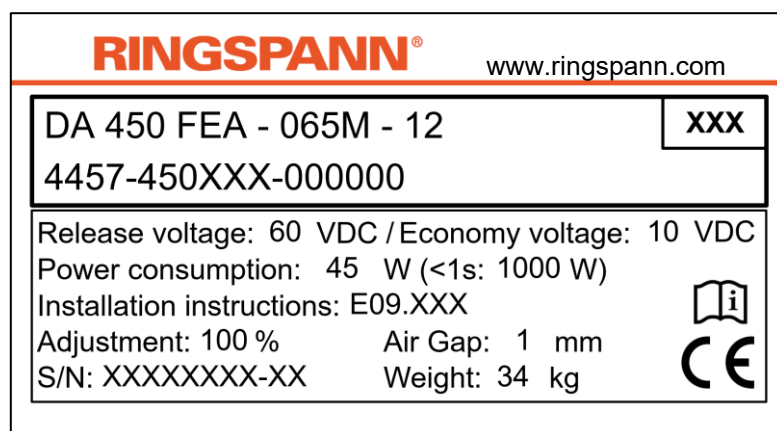 RINGSPANN®
www.ringspann.com
DA 450 FEA - 065M - 12
XXX
4457-450XXX-000000
Release voltage: 60 VDC / Economy voltage: 10 VDC
Power consumption: 45 W (<1s: 1000 W)
Installation instructions: E09.XXX
i
Adjustment: 100 % Air Gap: 1 mm
S/N: XXXXXXXX-XX Weight: 34 kg
CE